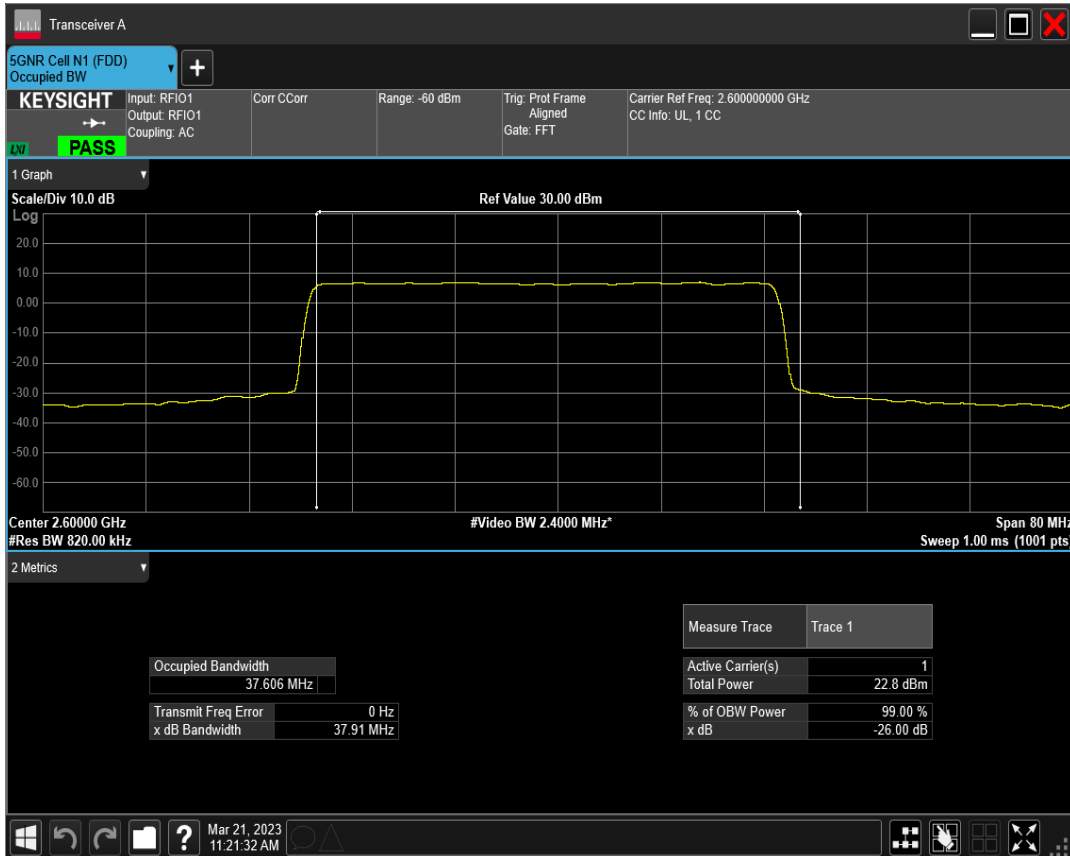 Transceiver A
5GNR Cell N1 (FDD)
Occupied BW
+
KEYSIGHT
LXI
PASS
Input: RFIO1
Output: RFIO1
Coupling: AC
Corr CCorr
Range: -60 dBm
Trig: Prot Frame
Aligned
Gate: FFT
Carrier Ref Freq: 2.600000000 GHz
CC Info: UL, 1 CC
1 Graph
Scale/Div 10.0 dB
Ref Value 30.00 dBm
Log
20.0
10.0
0.00
-10.0
-20.0
-30.0
-40.0
-50.0
-60.0
Center 2.60000 GHz
#Video BW 2.4000 MHz*
Span 80 MHz
#Res BW 820.00 kHz
Sweep 1.00 ms (1001 pts)
2 Metrics
Measure Trace Trace 1
Occupied Bandwidth
37.606 MHz
Transmit Freq Error 0 Hz
x dB Bandwidth 37.91 MHz
Active Carrier(s) 1
Total Power 22.8 dBm
% of OBW Power 99.00 %
x dB -26.00 dB
?
Mar 21, 2023
11:21:32 AM